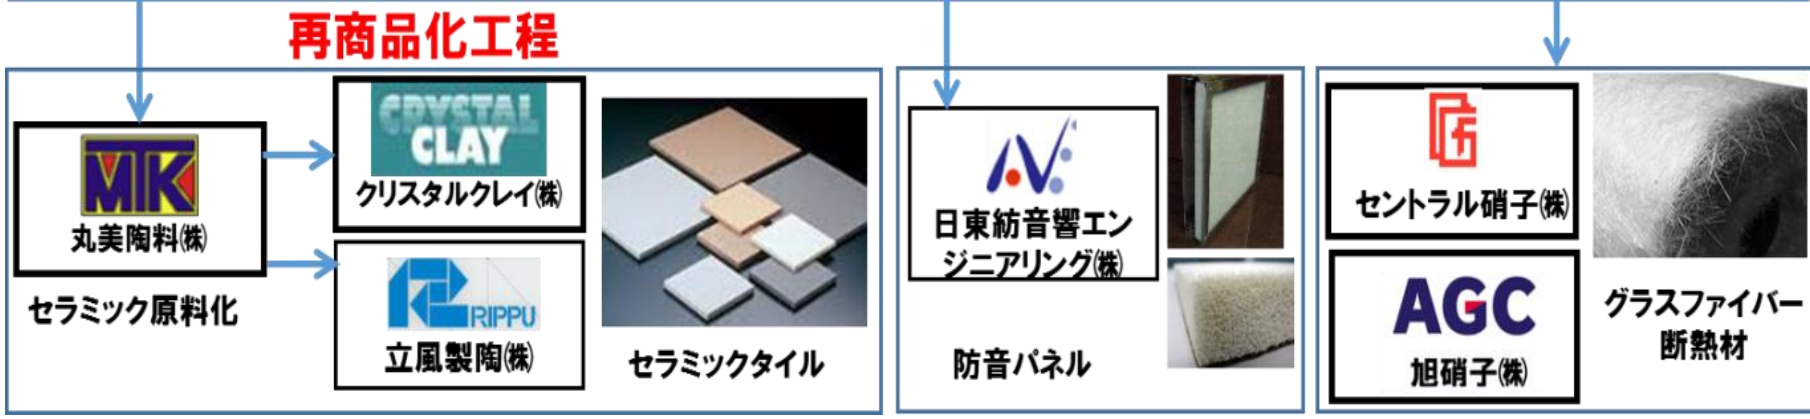 再商品化工程
MTK
丸美陶料㈱
セラミック原料化
CRYSTAL
CLAY
クリスタルクレイ㈱
RIPPU
立風製陶㈱
セラミックタイル
日東紡音響エン
ジニアリング㈱
防音パネル
セントラル硝子㈱
AGC
旭硝子㈱
グラスファイバー
断熱材